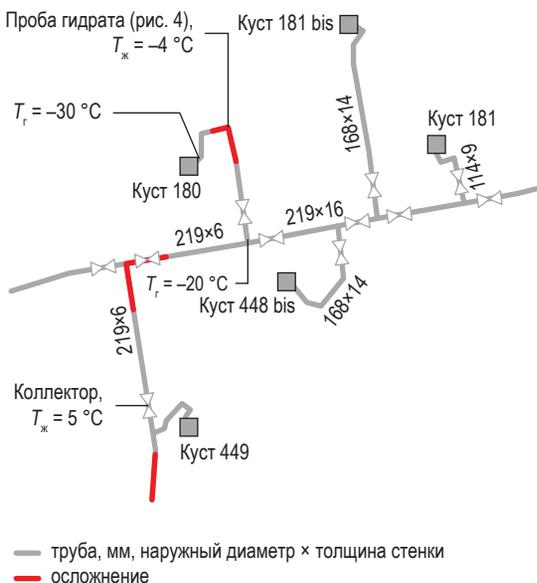 Проба гидрата (рис. 4),
Tж = –4 °C
Куст 181 bis
Tг = –30 °C
168×14
Куст 181
114×9
Куст 180
219×16
219×6
Tг = –20 °C
Куст 448 bis
168×14
219×6
Коллектор,
Tж = 5 °C
Куст 449
труба, мм, наружный диаметр × толщина стенки
осложнение